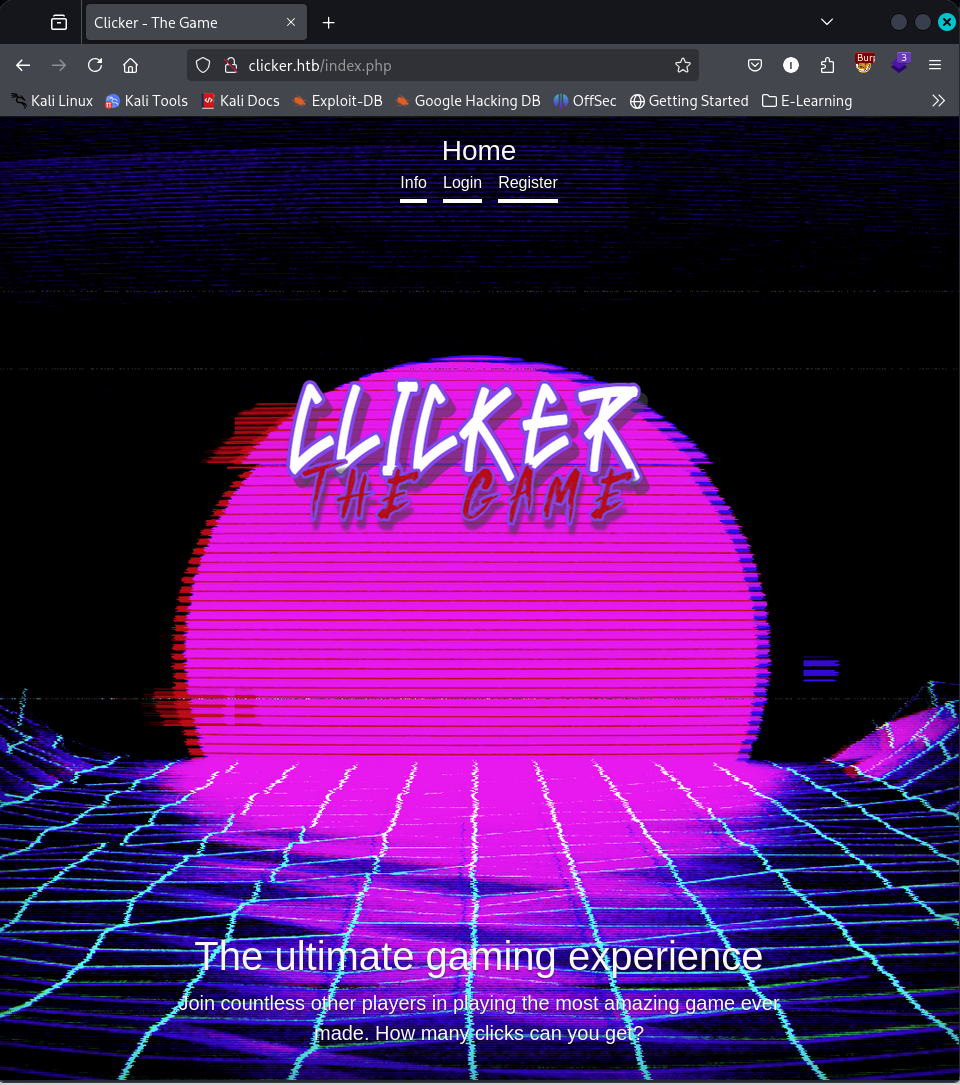 Clicker - The Game
clicker.htb/index.php
Burp
3
Kali Linux Kali Tools Kali Docs Exploit-DB Google Hacking DB OffSec Getting Started E-Learning
Home
Info Login Register
CLICKER
THE GAME
The ultimate gaming experience
Join countless other players in playing the most amazing game ever
made. How many clicks can you get?